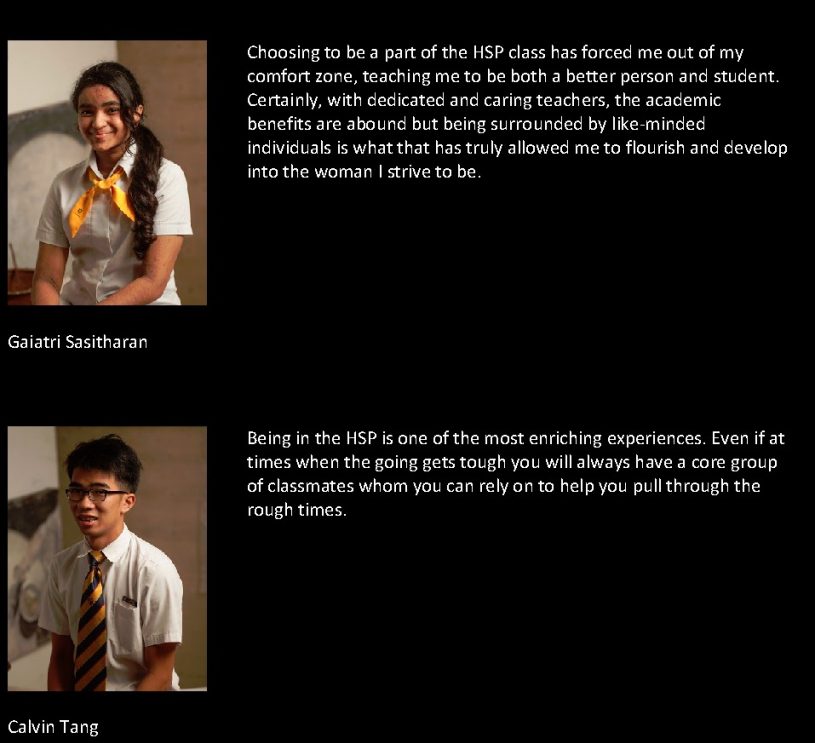 Choosing to be a part of the HSP class has forced me out of my
comfort zone, teaching me to be both a better person and student.
Certainly, with dedicated and caring teachers, the academic
benefits are abound but being surrounded by like-minded
individuals is what that has truly allowed me to flourish and develop
into the woman I strive to be.
Gaiatri Sasitharan
Being in the HSP is one of the most enriching experiences. Even if at
times when the going gets tough you will always have a core group
of classmates whom you can rely on to help you pull through the
rough times.
Calvin Tang